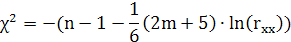 χ² = −(n − 1 − 1/6 (2m + 5) · ln(rₓₓ))